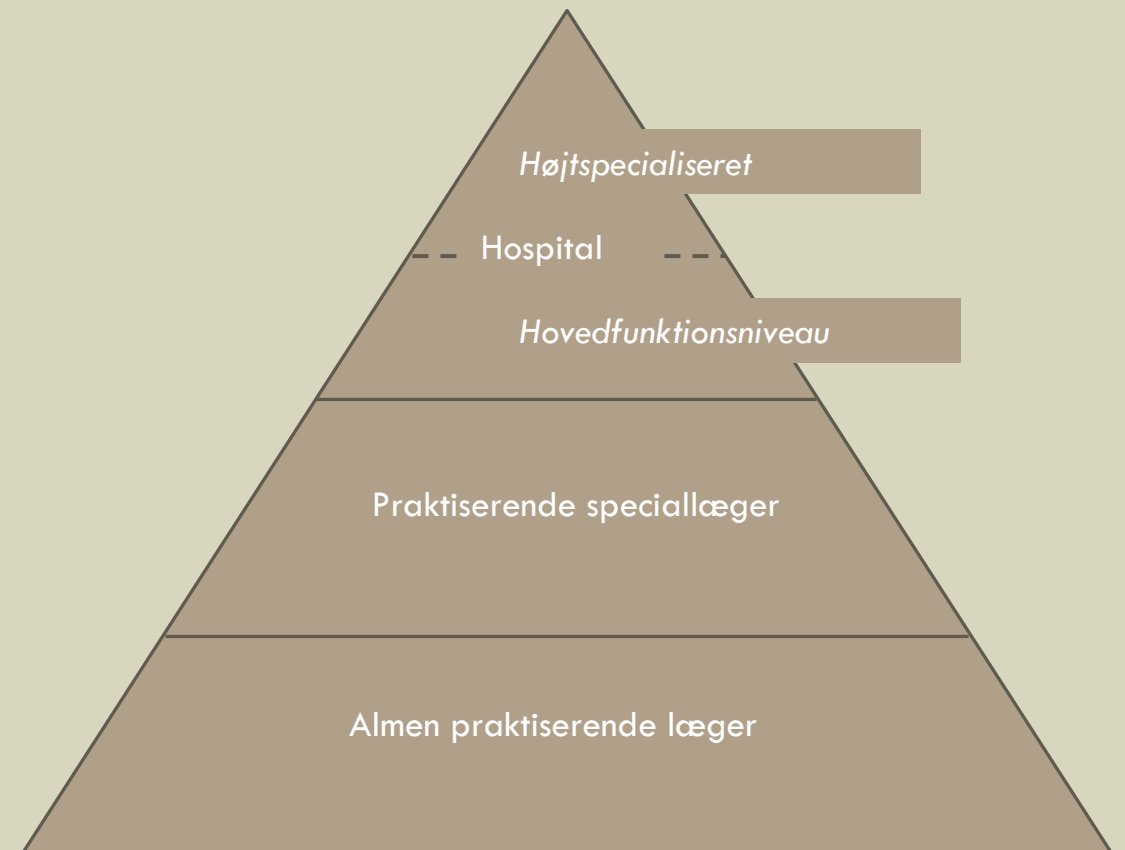 Højtspecialiseret
Hospital
Hovedfunktionsniveau
Praktiserende speciallæger
Almen praktiserende læger